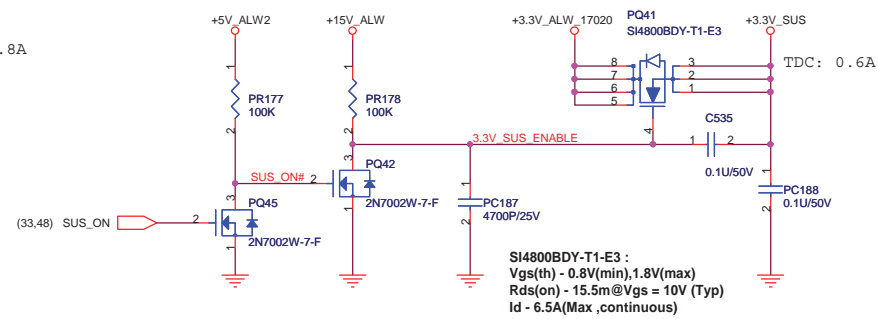 +5V_ALW2
+15V_ALW
+3.3V_ALW_17020
PQ41
SI4800BDY-T1-E3
+3.3V_SUS
.8A
TDC: 0.6A
1
PR177
100K
2
1
PR178
100K
2
8
7
6
5
3
2
1
4
C535
1
2
0.1U/50V
3.3V_SUS_ENABLE
SUS_ON#
2
3
PQ42
2N7002W-7-F
1
(33,48) SUS_ON
2
3
PQ45
2N7002W-7-F
1
1
PC187
4700P/25V
2
1
PC188
0.1U/50V
2
SI4800BDY-T1-E3 :
Vgs(th) - 0.8V(min),1.8V(max)
Rds(on) - 15.5m@Vgs = 10V (Typ)
Id - 6.5A(Max ,continuous)